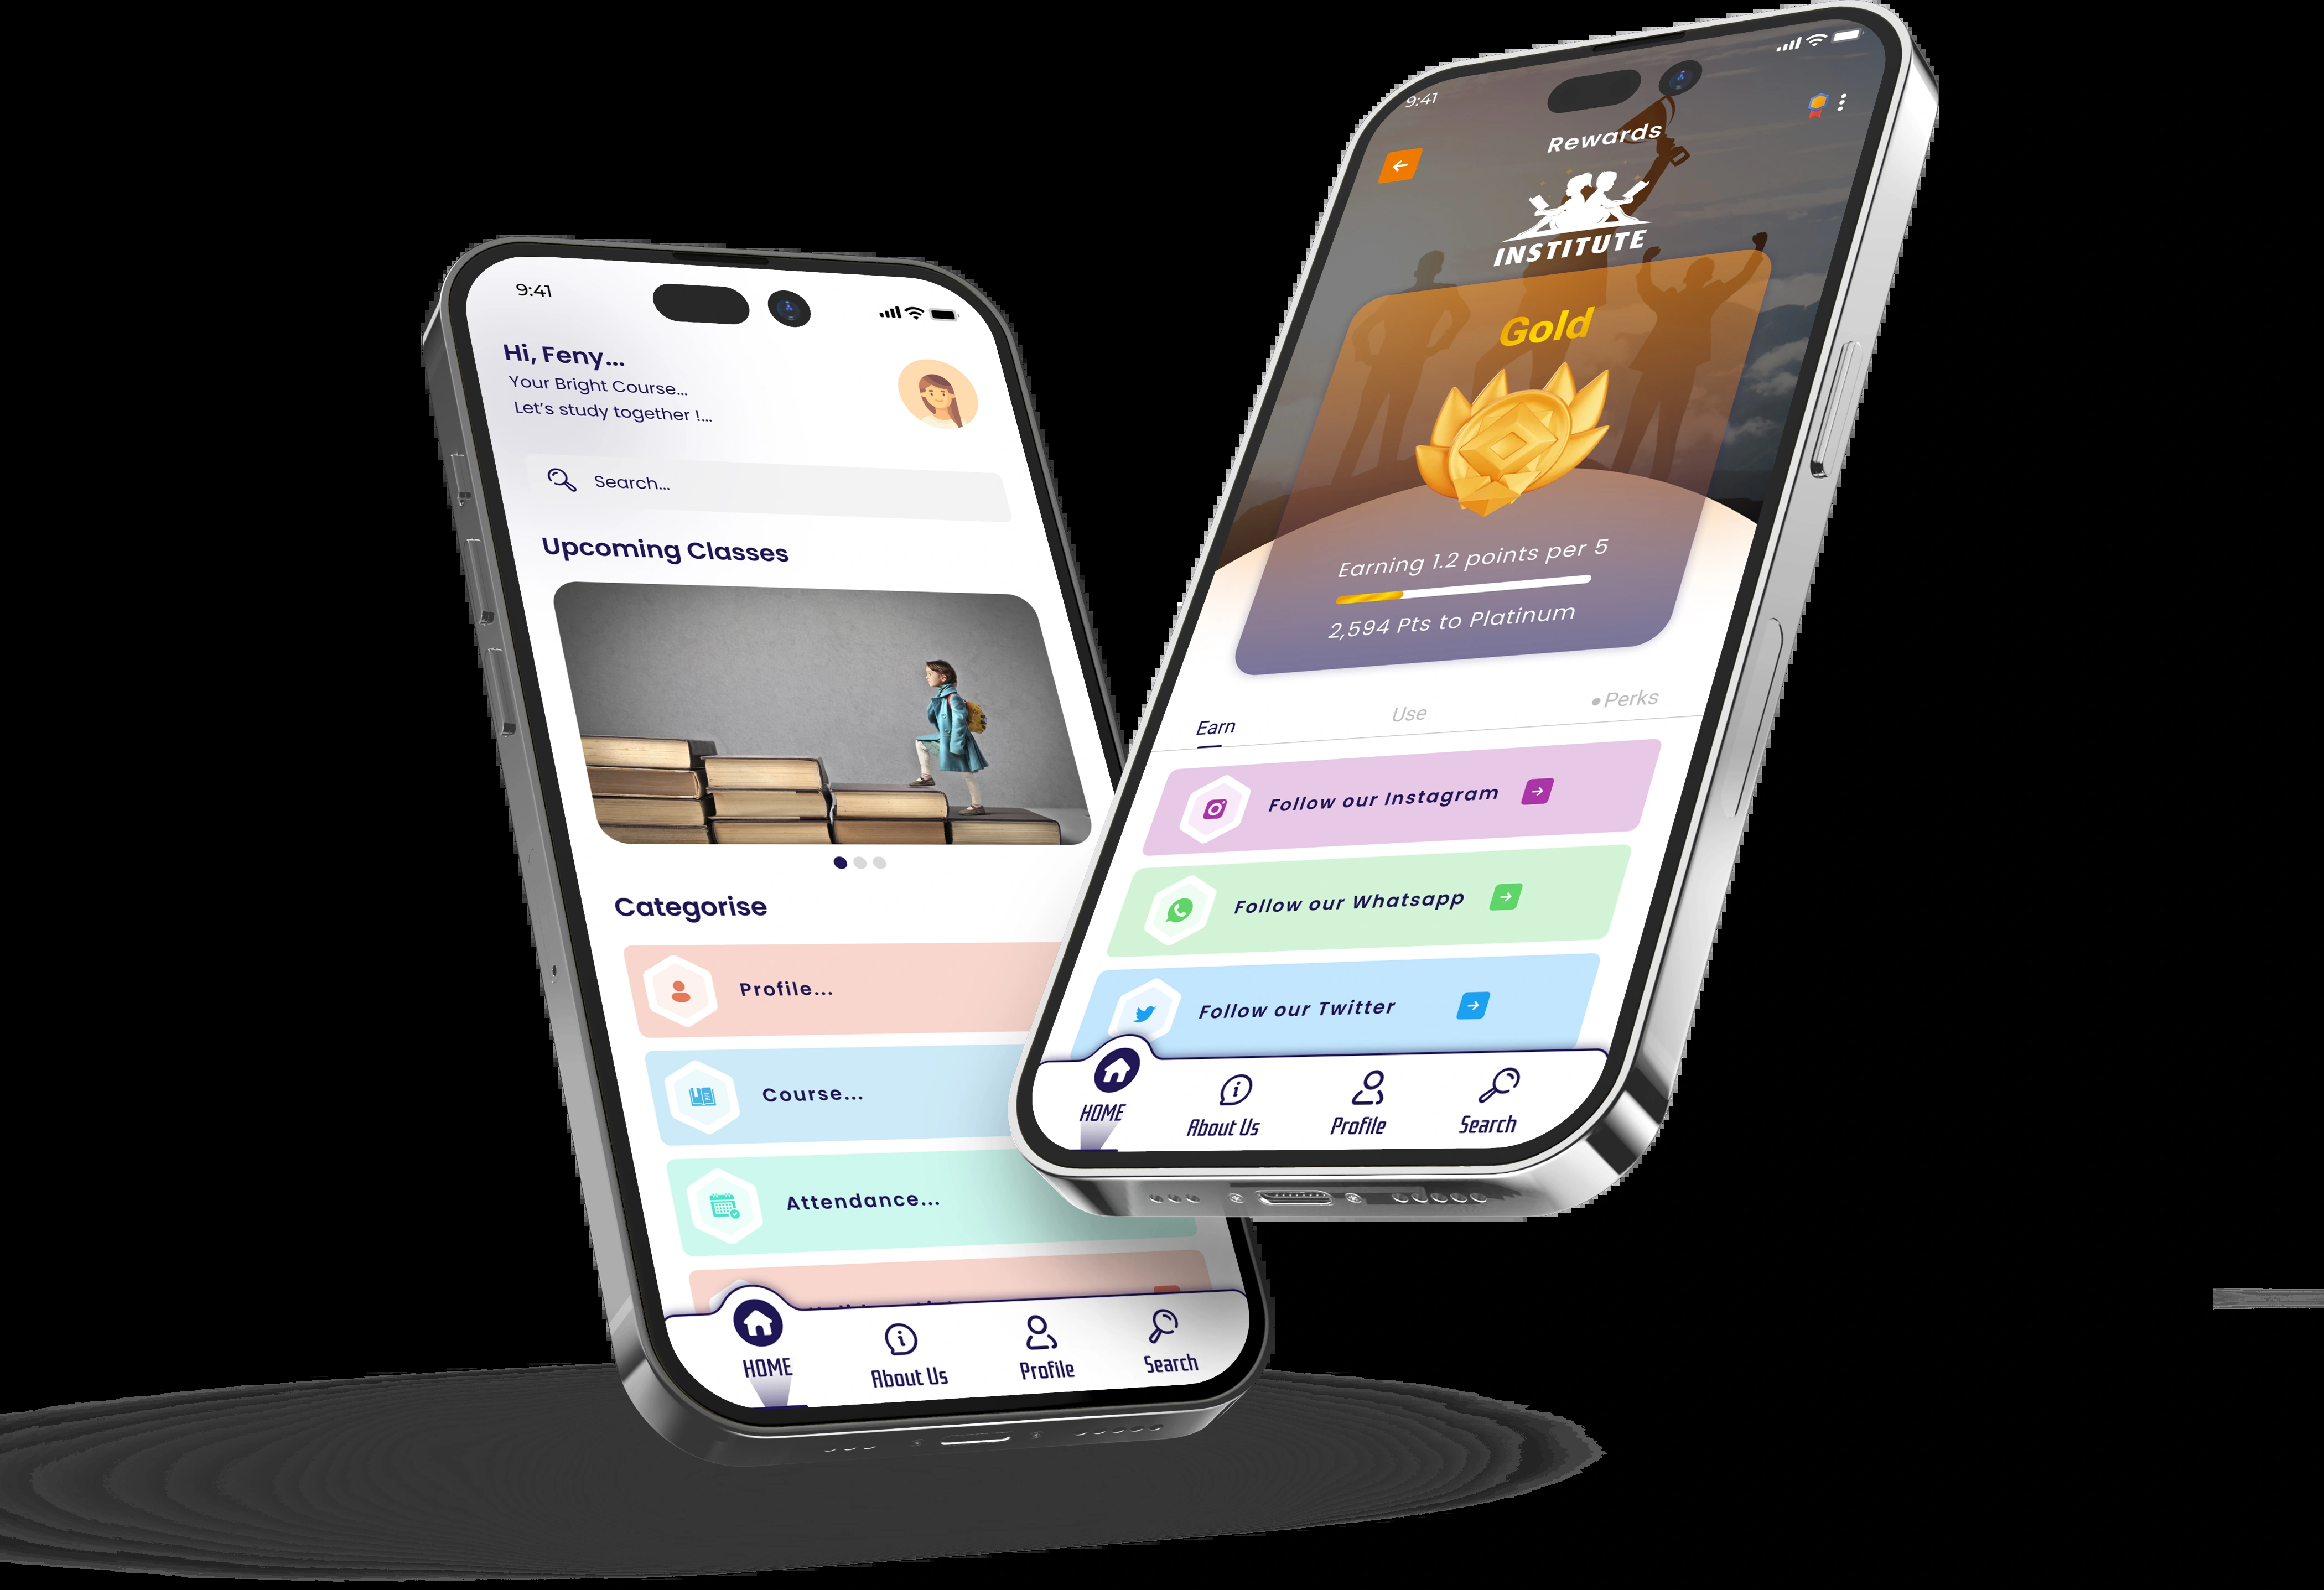 9:41
Hi, Feny...
Your Bright Course...
Let's study together !...
Search...
Upcoming Classes
Categorise
Profile...
Course...
Attendance...
HOME
About Us
Profile
Search
9:41
Rewards
INSTITUTE
Gold
Earning 1.2 points per 5
2,594 Pts to Platinum
Earn
Use
•Perks
Follow our Instagram
Follow our Whatsapp
Follow our Twitter
HOME
About Us
Profile
Search